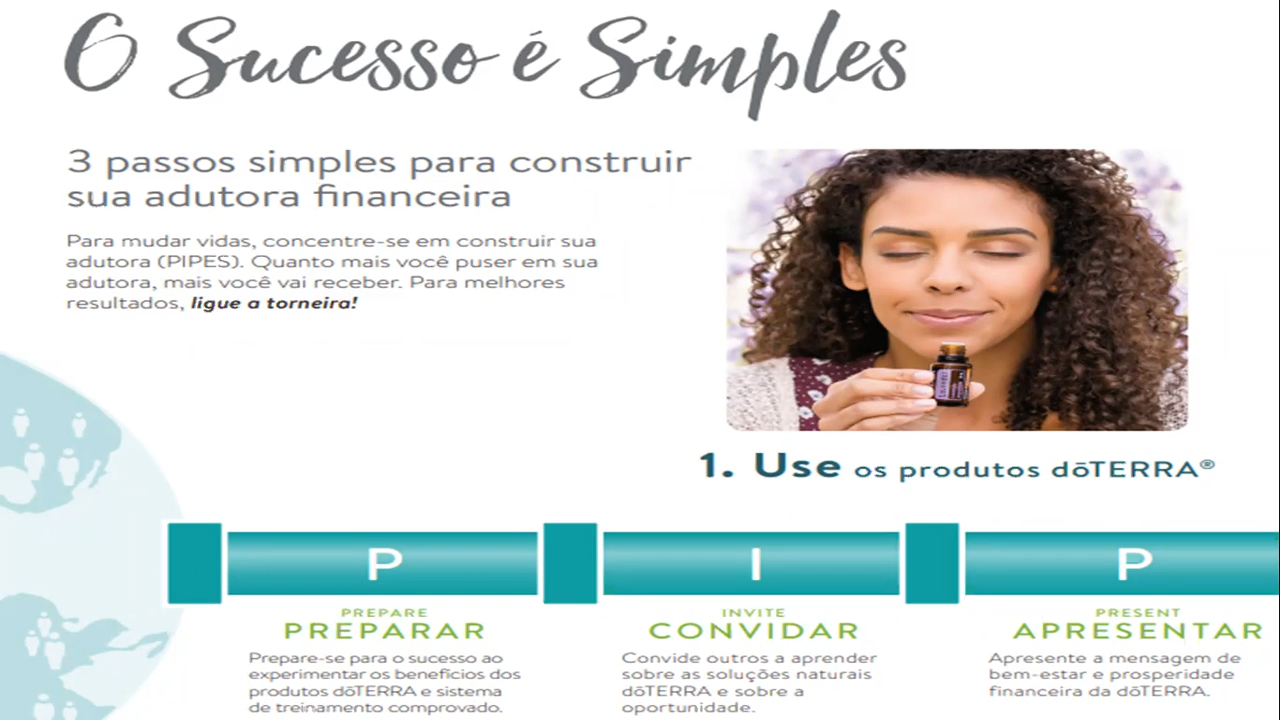 O Sucesso é Simples
3 passos simples para construir
sua adutora financeira
Para mudar vidas, concentre-se em construir sua
adutora (PIPES). Quanto mais você puser em sua
adutora, mais você vai receber. Para melhores
resultados, ligue a torneira!
1. Use os produtos dōTERRA®
P
PREPARE
PREPARAR
Prepare-se para o sucesso ao
experimentar os benefícios dos
produtos dōTERRA e sistema
de treinamento comprovado.
I
INVITE
CONVIDAR
Convide outros a aprender
sobre as soluções naturais
dōTERRA e sobre a
oportunidade.
P
PRESENT
APRESENTAR
Apresente a mensagem de
bem-estar e prosperidade
financeira da dōTERRA.